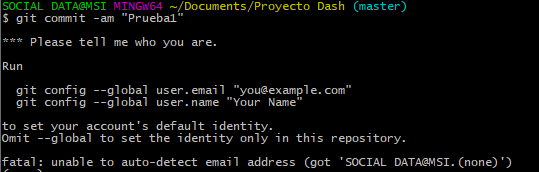 SOCIAL DATA@MSI MINGW64 ~/Documents/Proyecto Dash (master)
$ git commit -am "Prueba1"
*** Please tell me who you are.
Run
git config --global user.email "you@example.com"
git config --global user.name "Your Name"
to set your account's default identity.
Omit --global to set the identity only in this repository.
fatal: unable to auto-detect email address (got 'SOCIAL DATA@MSI.(none)')